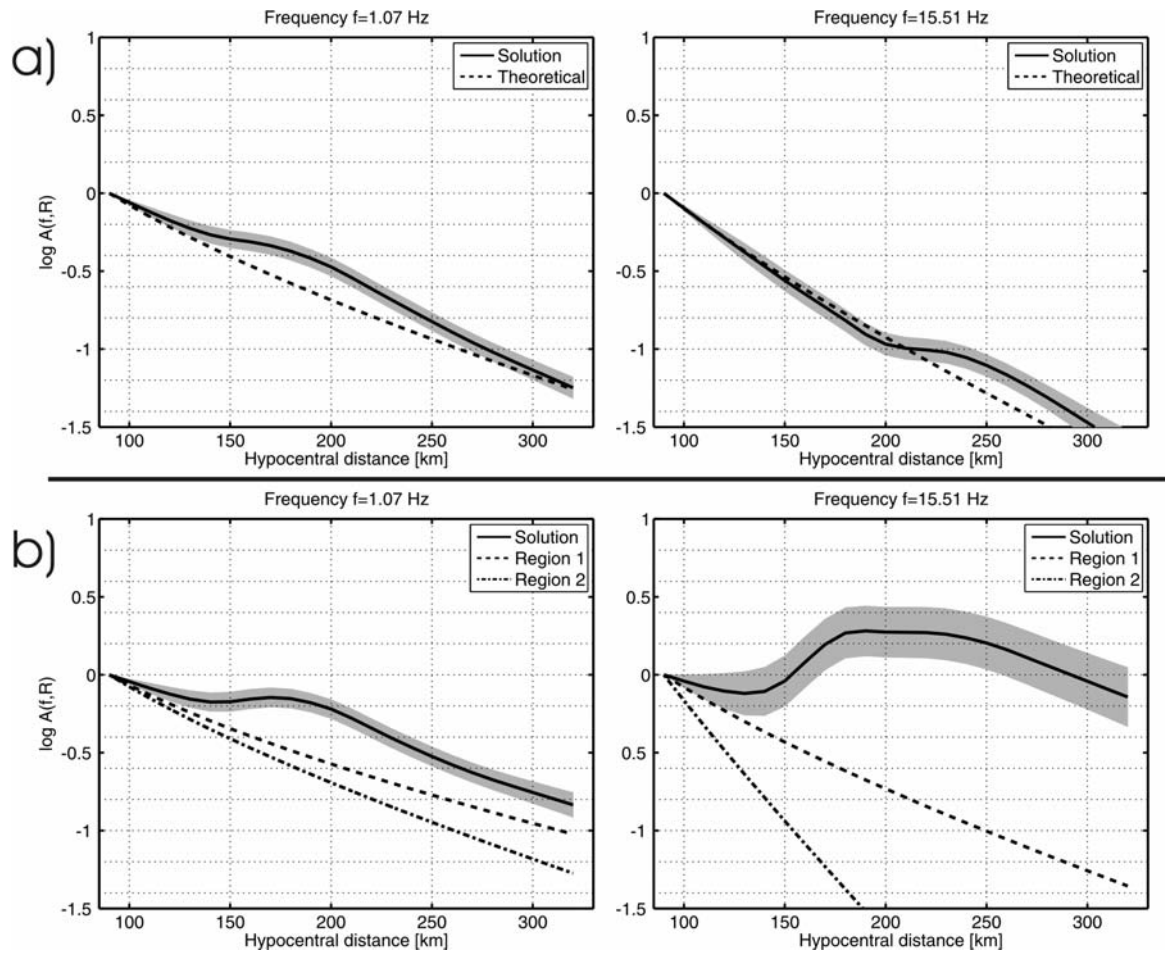 a)
Frequency f=1.07 Hz
Solution
Theoretical
1
0.5
0
-0.5
-1
-1.5
log A(f,R)
100 150 200 250 300
Hypocentral distance [km]
Frequency f=15.51 Hz
Solution
Theoretical
1
0.5
0
-0.5
-1
-1.5
100 150 200 250 300
Hypocentral distance [km]
b)
Frequency f=1.07 Hz
Solution
Region 1
Region 2
1
0.5
0
0.5
-1
-1.5
log A(f,R)
100 150 200 250 300
Hypocentral distance [km]
Frequency f=15.51 Hz
Solution
Region 1
Region 2
1
0.5
0
0.5
-1
-1.5
100 150 200 250 300
Hypocentral distance [km]